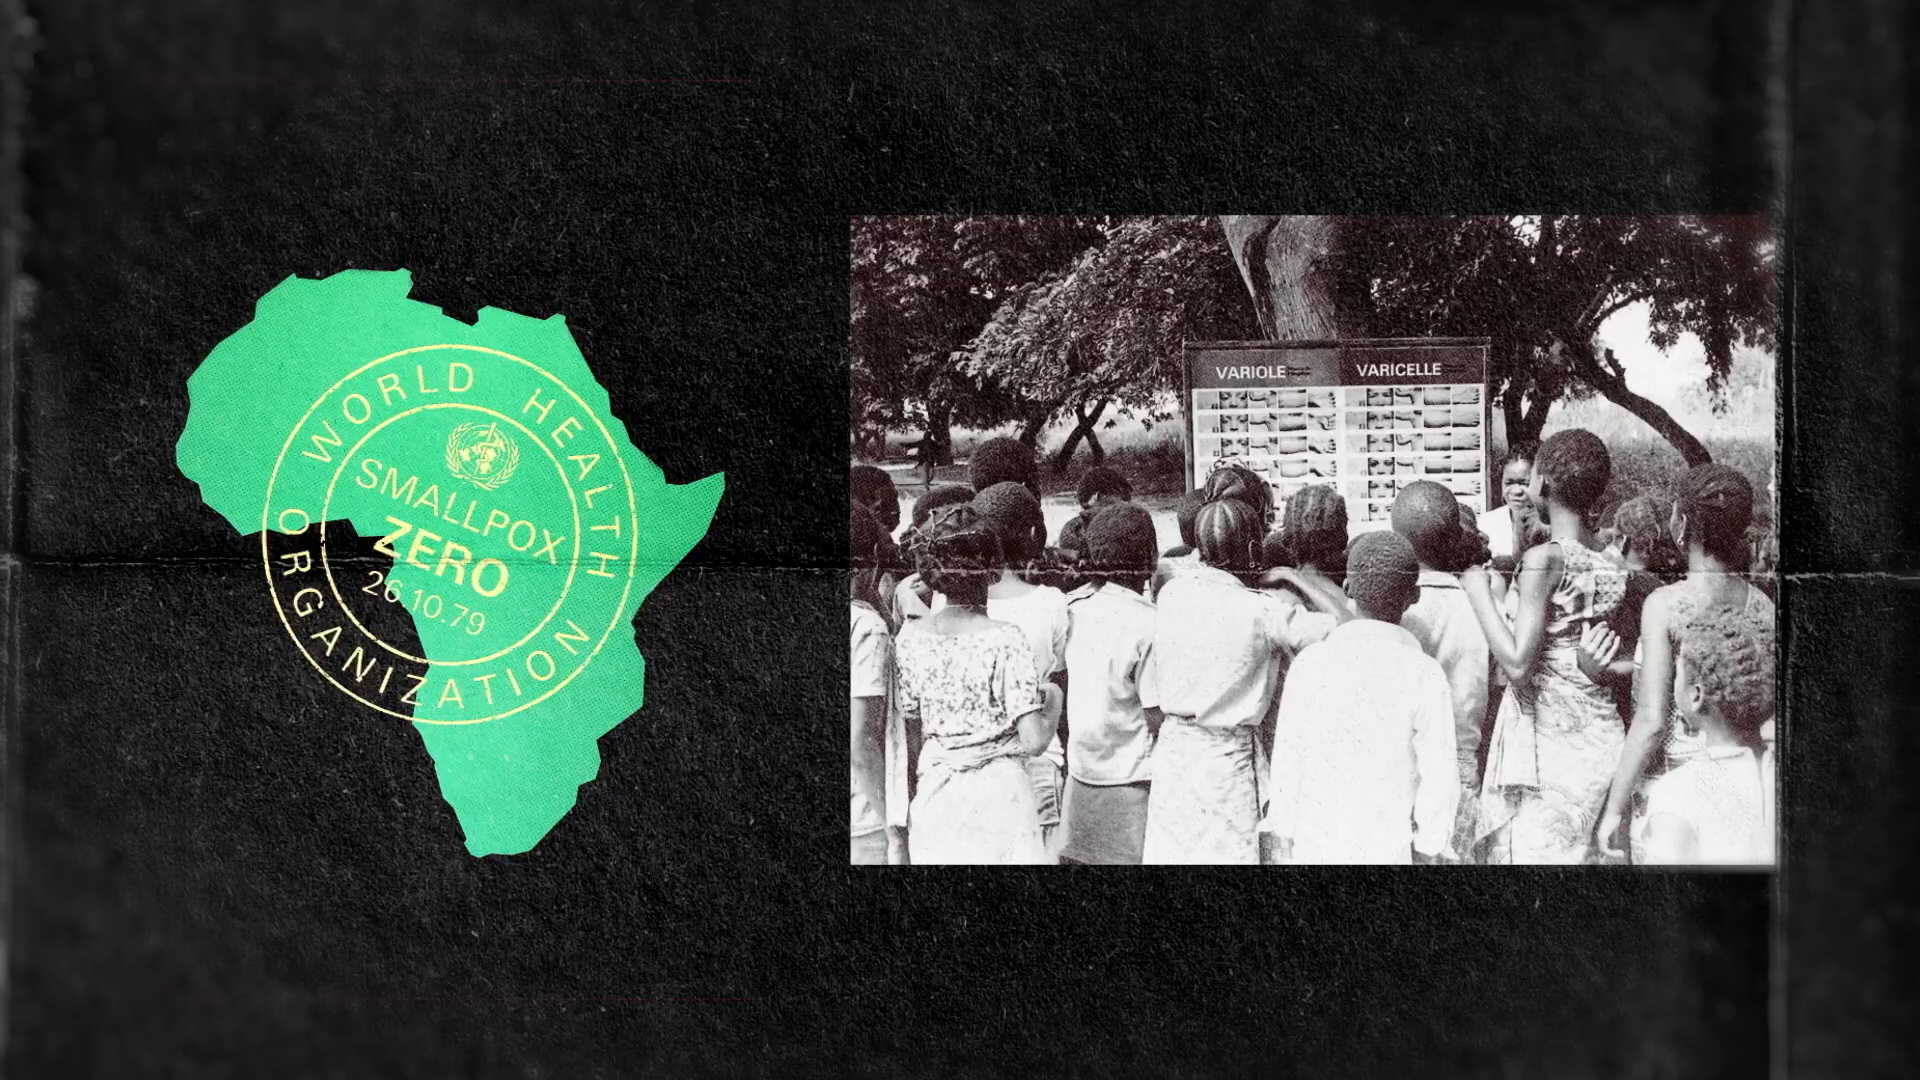 WORLD HEALTH
SMALLPOX
ZERO
26.10.79
ORGANIZATION
VARIOLE
VARICELLE